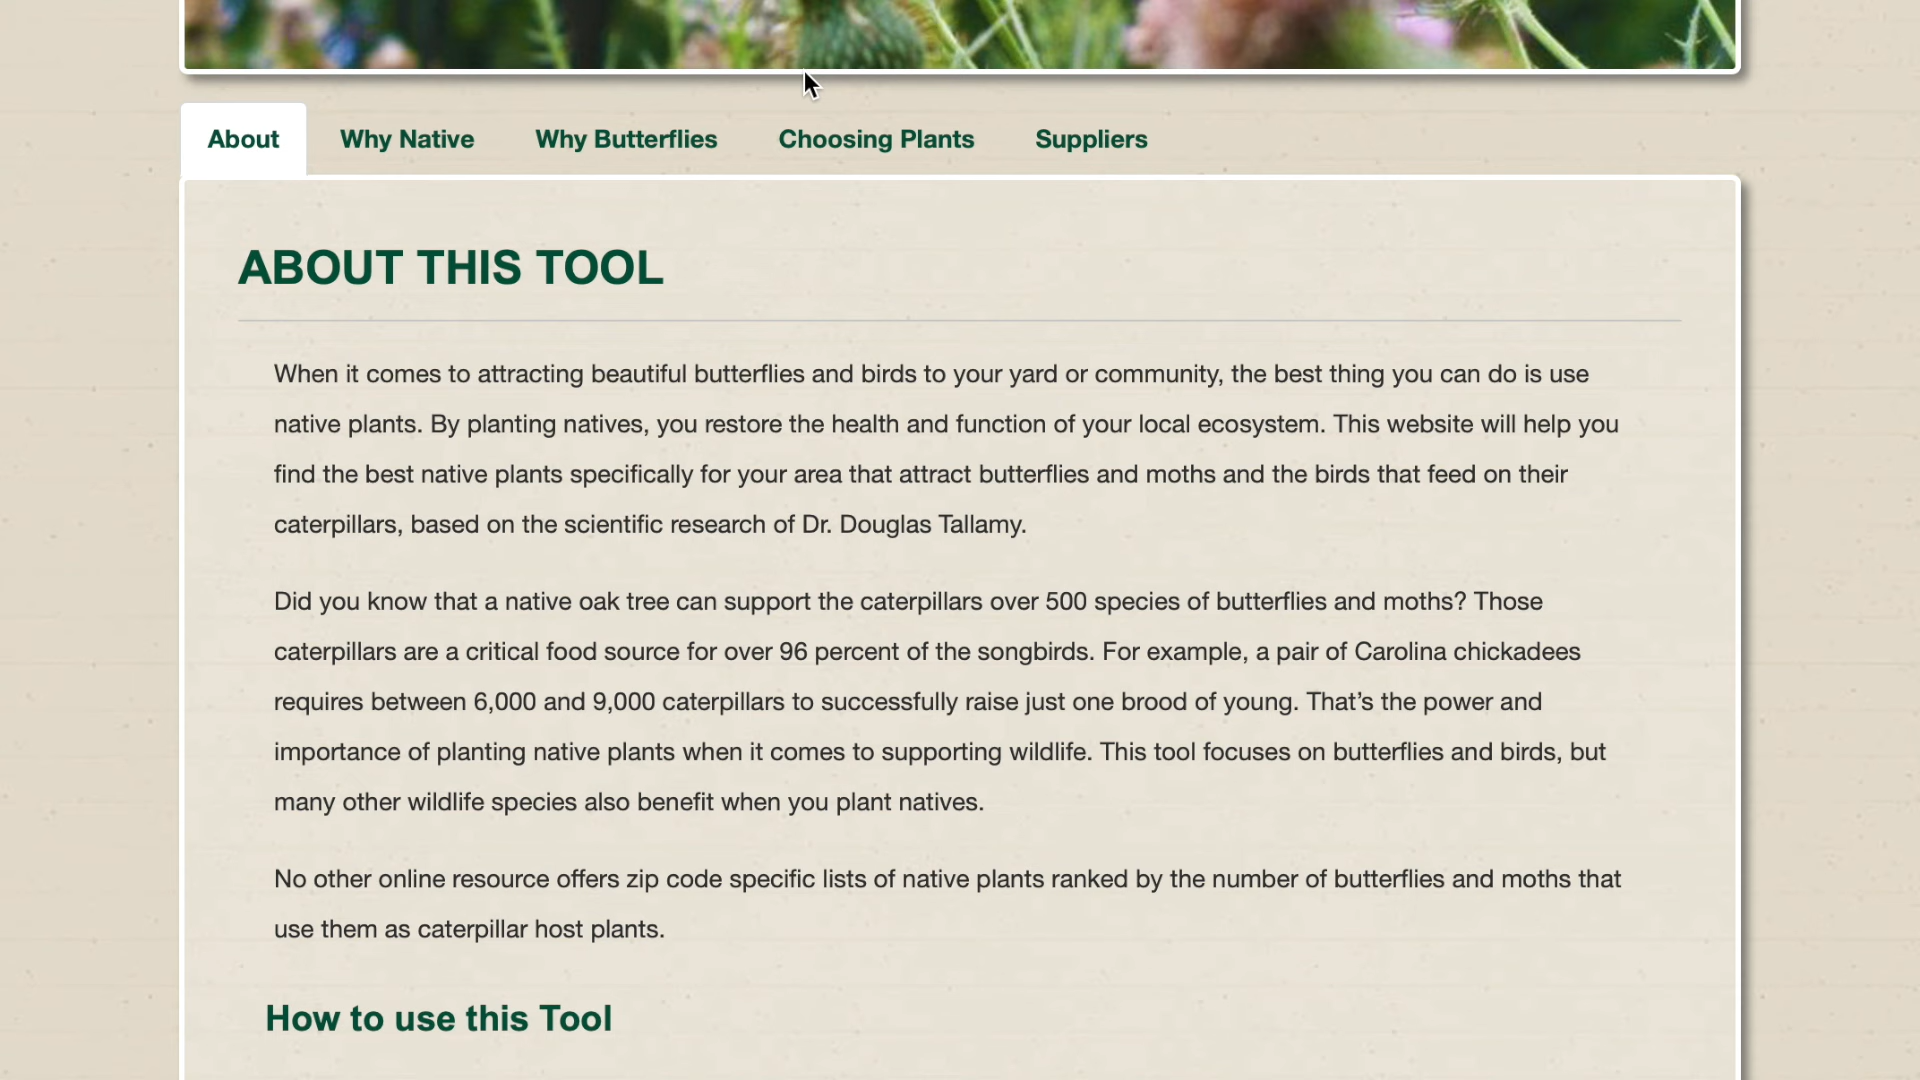 About
Why Native
Why Butterflies
Choosing Plants
Suppliers
ABOUT THIS TOOL
When it comes to attracting beautiful butterflies and birds to your yard or community, the best thing you can do is use
native plants. By planting natives, you restore the health and function of your local ecosystem. This website will help you
find the best native plants specifically for your area that attract butterflies and moths and the birds that feed on their
caterpillars, based on the scientific research of Dr. Douglas Tallamy.
Did you know that a native oak tree can support the caterpillars over 500 species of butterflies and moths? Those
caterpillars are a critical food source for over 96 percent of the songbirds. For example, a pair of Carolina chickadees
requires between 6,000 and 9,000 caterpillars to successfully raise just one brood of young. That’s the power and
importance of planting native plants when it comes to supporting wildlife. This tool focuses on butterflies and birds, but
many other wildlife species also benefit when you plant natives.
No other online resource offers zip code specific lists of native plants ranked by the number of butterflies and moths that
use them as caterpillar host plants.
How to use this Tool